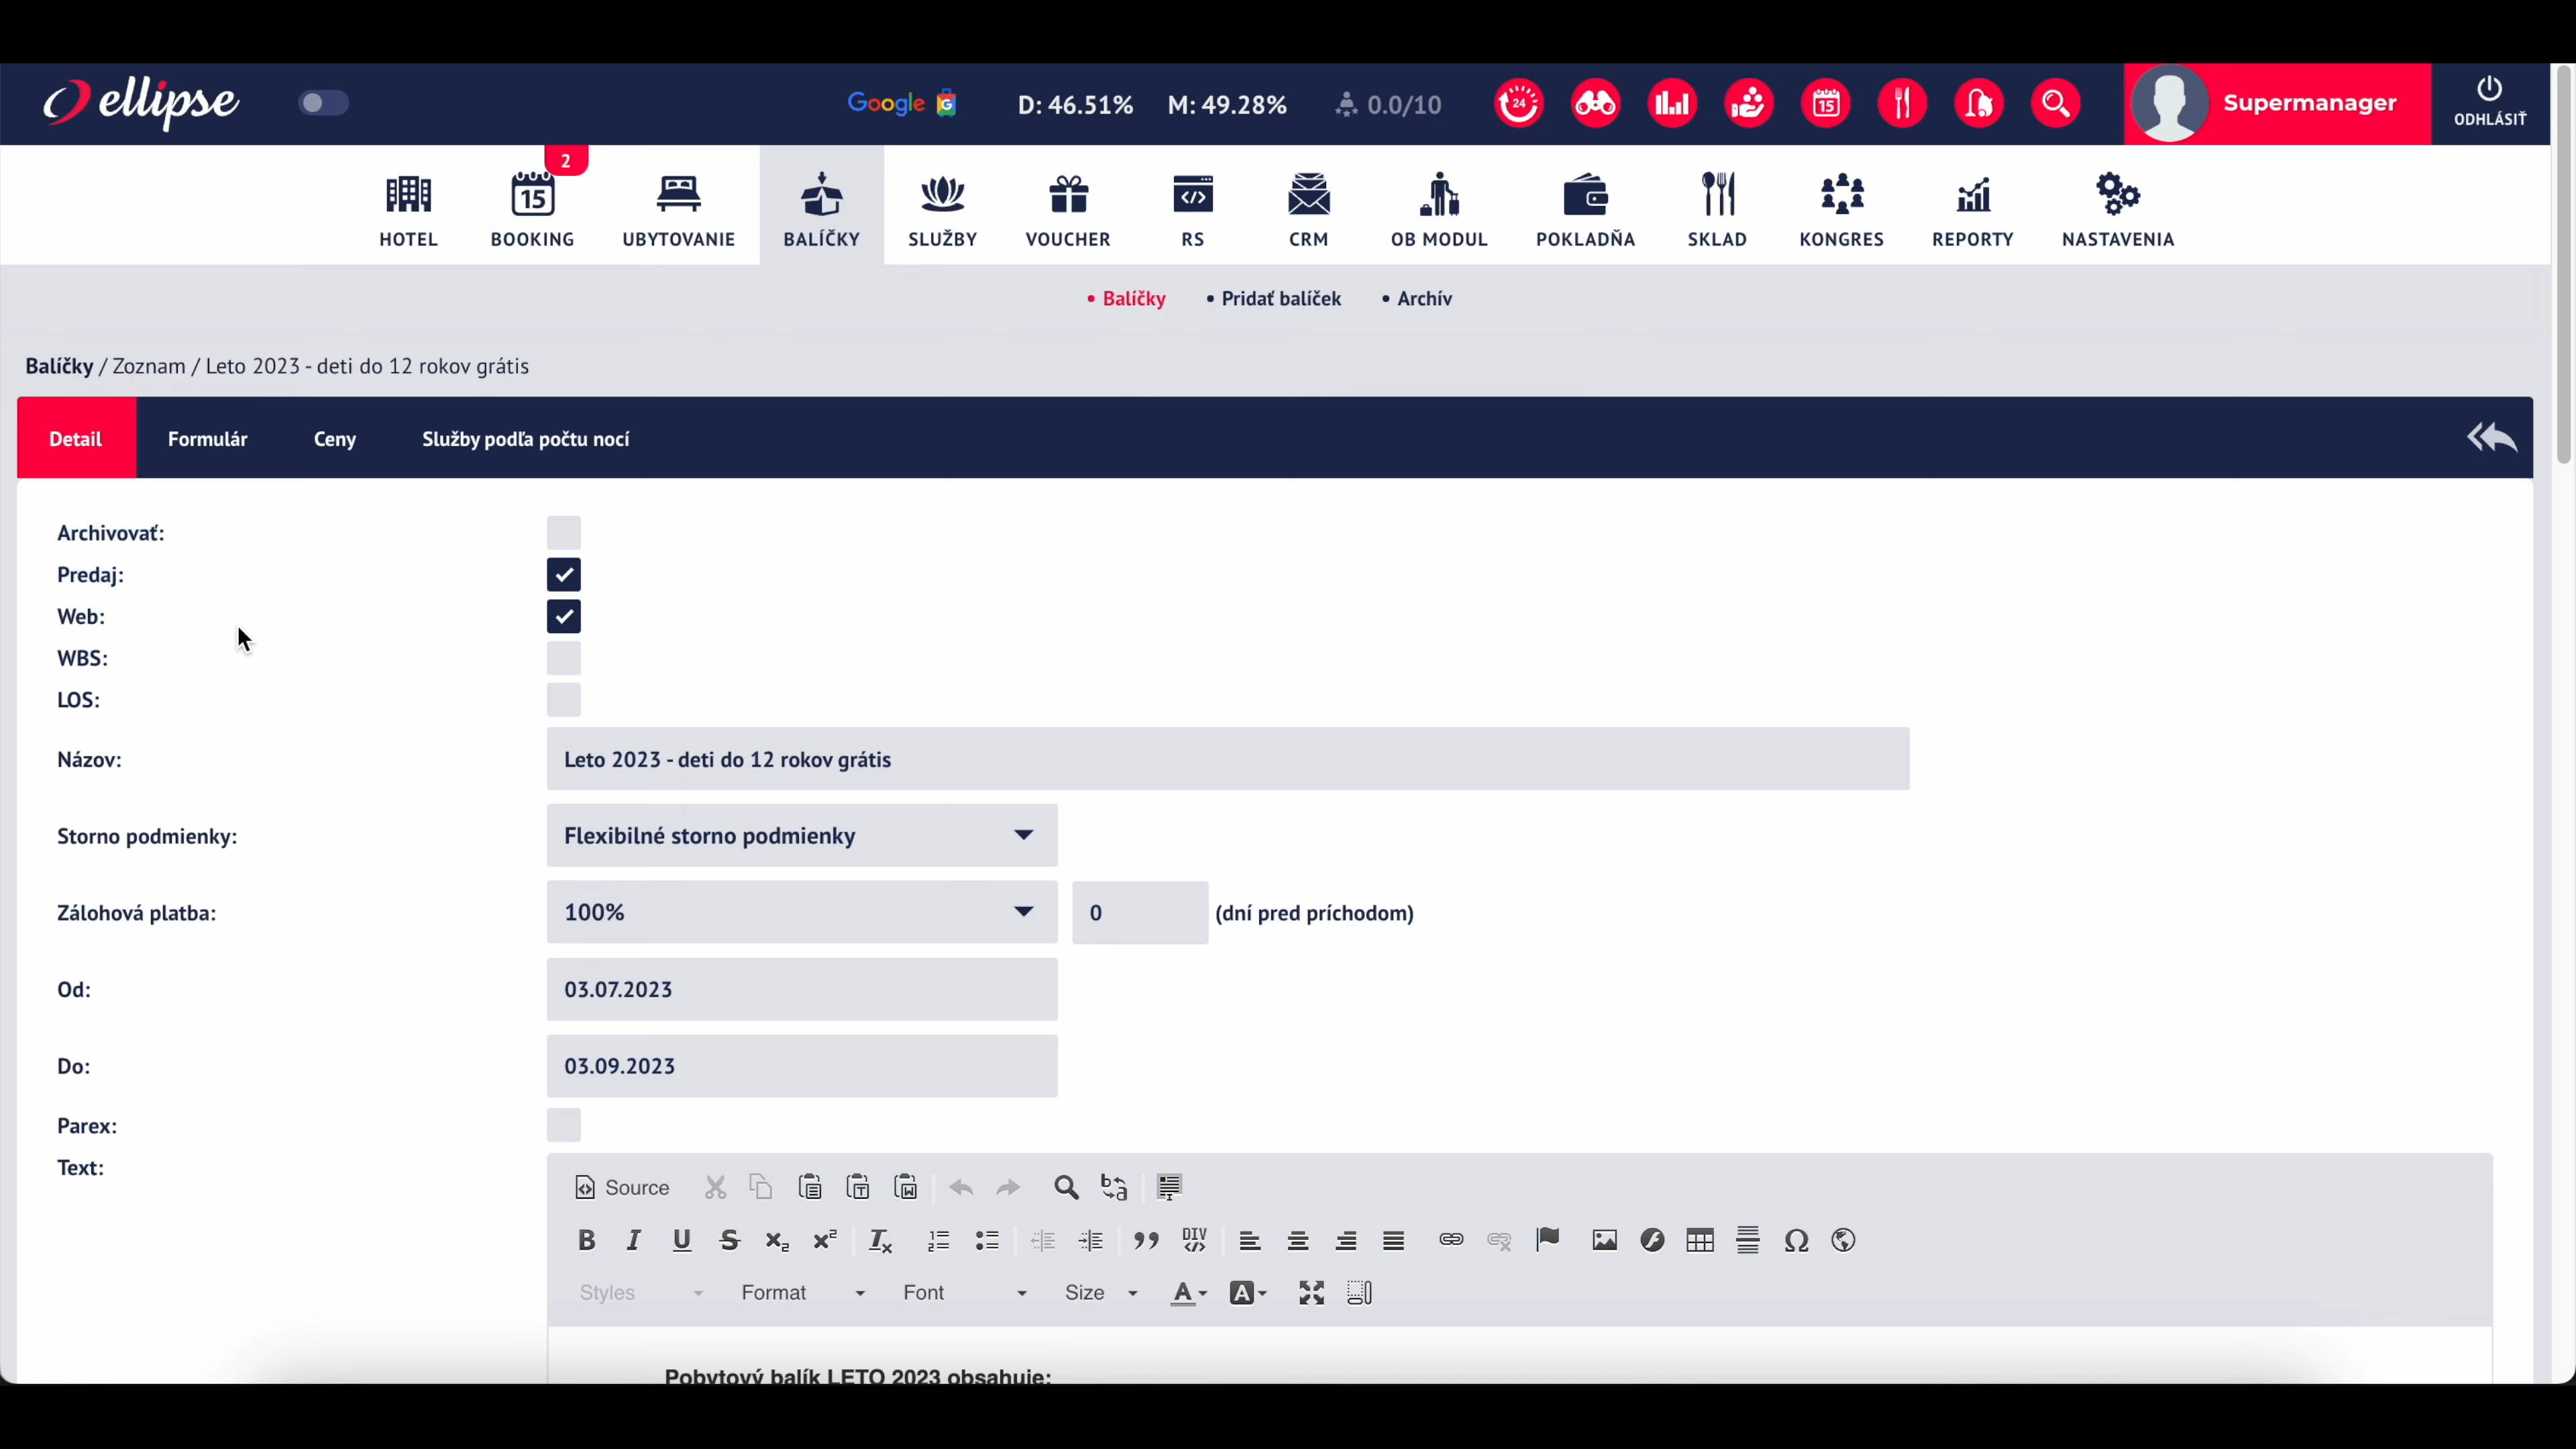 ellipse
Google G D: 46.51% M: 49.28% 0.0/10 24 15 Supermanager ODHLÁSIŤ
2
15
HOTEL BOOKING UBYTOVANIE BALÍČKY SLUŽBY VOUCHER RS CRM OB MODUL POKLADŇA SKLAD KONGRES REPORTY NASTAVENIA
• Balíčky • Pridať balíček • Archív
Balíčky / Zoznam / Leto 2023 - deti do 12 rokov grátis
Detail Formulár Ceny Služby podľa počtu nocí
Archivovať:
Predaj:
Web:
WBS:
LOS:
Názov: Leto 2023 - deti do 12 rokov grátis
Storno podmienky: Flexibilné storno podmienky
Zálohová platba: 100% 0 (dní pred príchodom)
Od: 03.07.2023
Do: 03.09.2023
Parex:
Text:
Source
Styles Format Font Size
Pobytový balík LETO 2023 obsahuje: